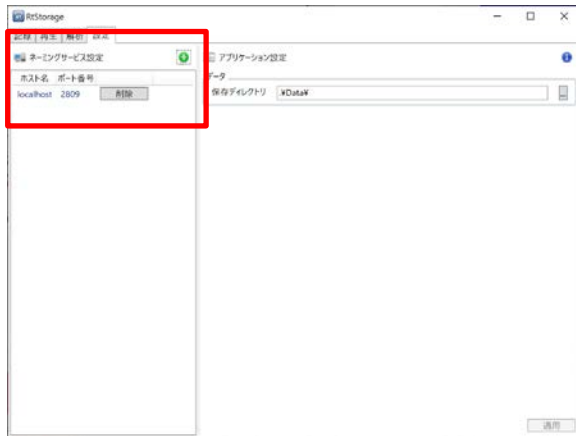 RtStorage
記録 再生 解析 設定
ネーミングサービス設定
ホスト名 ポート番号
localhost 2809 削除
アプリケーション設定
データ
保存ディレクトリ .¥Data¥ ...
適用